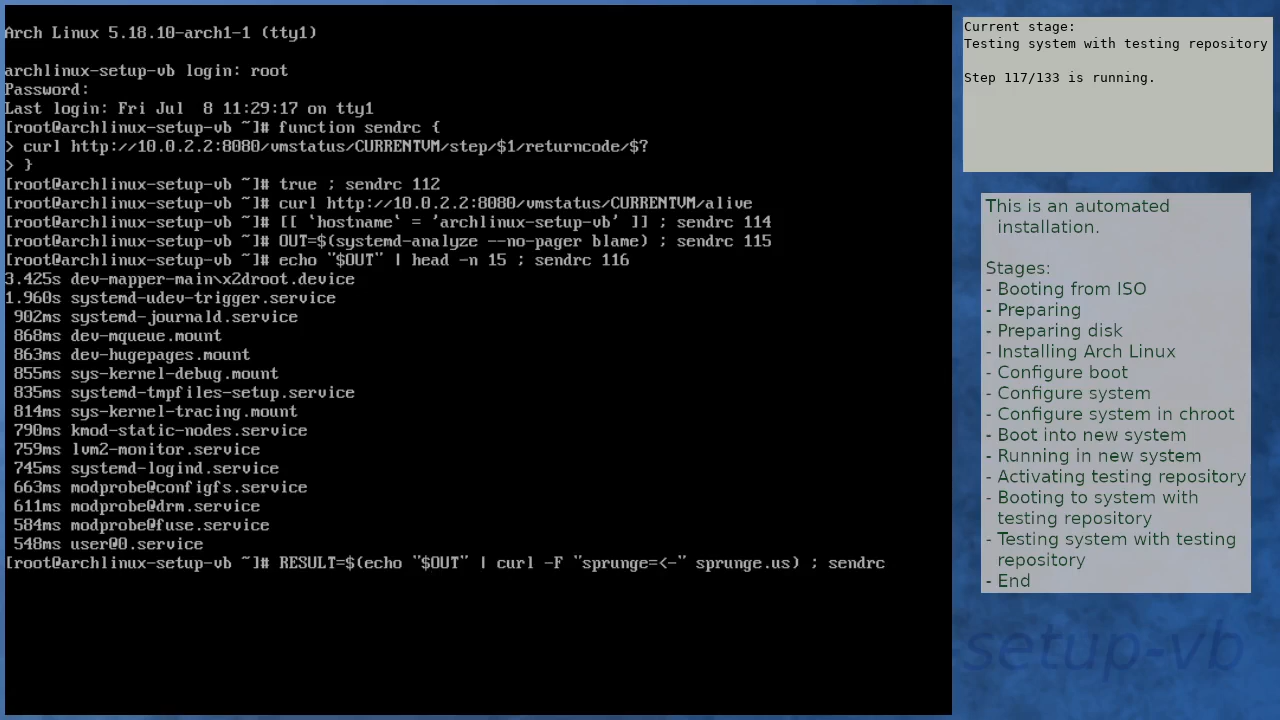 Arch Linux 5.18.10-arch1-1 (tty1)
archlinux-setup-vb login: root
Password:
Last login: Fri Jul  8 11:29:17 on tty1
[root@archlinux-setup-vb ~]# function sendrc {
> curl http://10.0.2.2:8080/vmstatus/CURRENTVM/step/$1/returncode/$?
> }
[root@archlinux-setup-vb ~]# true ; sendrc 112
[root@archlinux-setup-vb ~]# curl http://10.0.2.2:8080/vmstatus/CURRENTVM/alive
[root@archlinux-setup-vb ~]# [[ `hostname` = 'archlinux-setup-vb' ]] ; sendrc 114
[root@archlinux-setup-vb ~]# OUT=$(systemd-analyze --no-pager blame) ; sendrc 115
[root@archlinux-setup-vb ~]# echo "$OUT" | head -n 15 ; sendrc 116
3.425s dev-mapper-main\x2droot.device
1.960s systemd-udev-trigger.service
 902ms systemd-journald.service
 868ms dev-mqueue.mount
 863ms dev-hugepages.mount
 855ms sys-kernel-debug.mount
 835ms systemd-tmpfiles-setup.service
 814ms sys-kernel-tracing.mount
 790ms kmod-static-nodes.service
 759ms lvm2-monitor.service
 745ms systemd-logind.service
 663ms modprobe@configfs.service
 611ms modprobe@drm.service
 584ms modprobe@fuse.service
 548ms user@0.service
[root@archlinux-setup-vb ~]# RESULT=$(echo "$OUT" | curl -F "sprunge=<-" sprunge.us) ; sendrc
Current stage:
Testing system with testing repository
Step 117/133 is running.
This is an automated
installation.
Stages:
- Booting from ISO
- Preparing
- Preparing disk
- Installing Arch Linux
- Configure boot
- Configure system
- Configure system in chroot
- Boot into new system
- Running in new system
- Activating testing repository
- Booting to system with
testing repository
- Testing system with testing
repository
- End
setup-vb